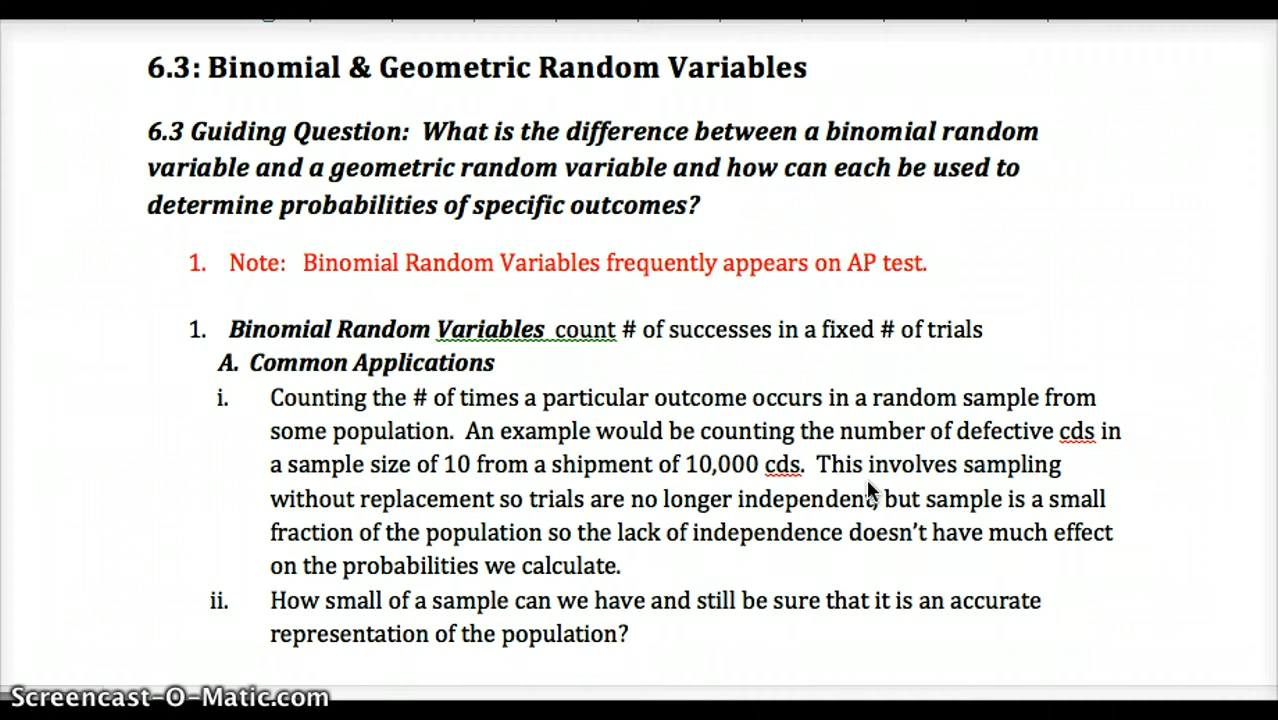 6.3: Binomial & Geometric Random Variables
6.3 Guiding Question: What is the difference between a binomial random
variable and a geometric random variable and how can each be used to
determine probabilities of specific outcomes?
1. Note: Binomial Random Variables frequently appears on AP test.
1. Binomial Random Variables count # of successes in a fixed # of trials
A. Common Applications
i. Counting the # of times a particular outcome occurs in a random sample from
some population. An example would be counting the number of defective cds in
a sample size of 10 from a shipment of 10,000 cds. This involves sampling
without replacement so trials are no longer independent, but sample is a small
fraction of the population so the lack of independence doesn't have much effect
on the probabilities we calculate.
ii. How small of a sample can we have and still be sure that it is an accurate
representation of the population?
Screencast-O-Matic.com